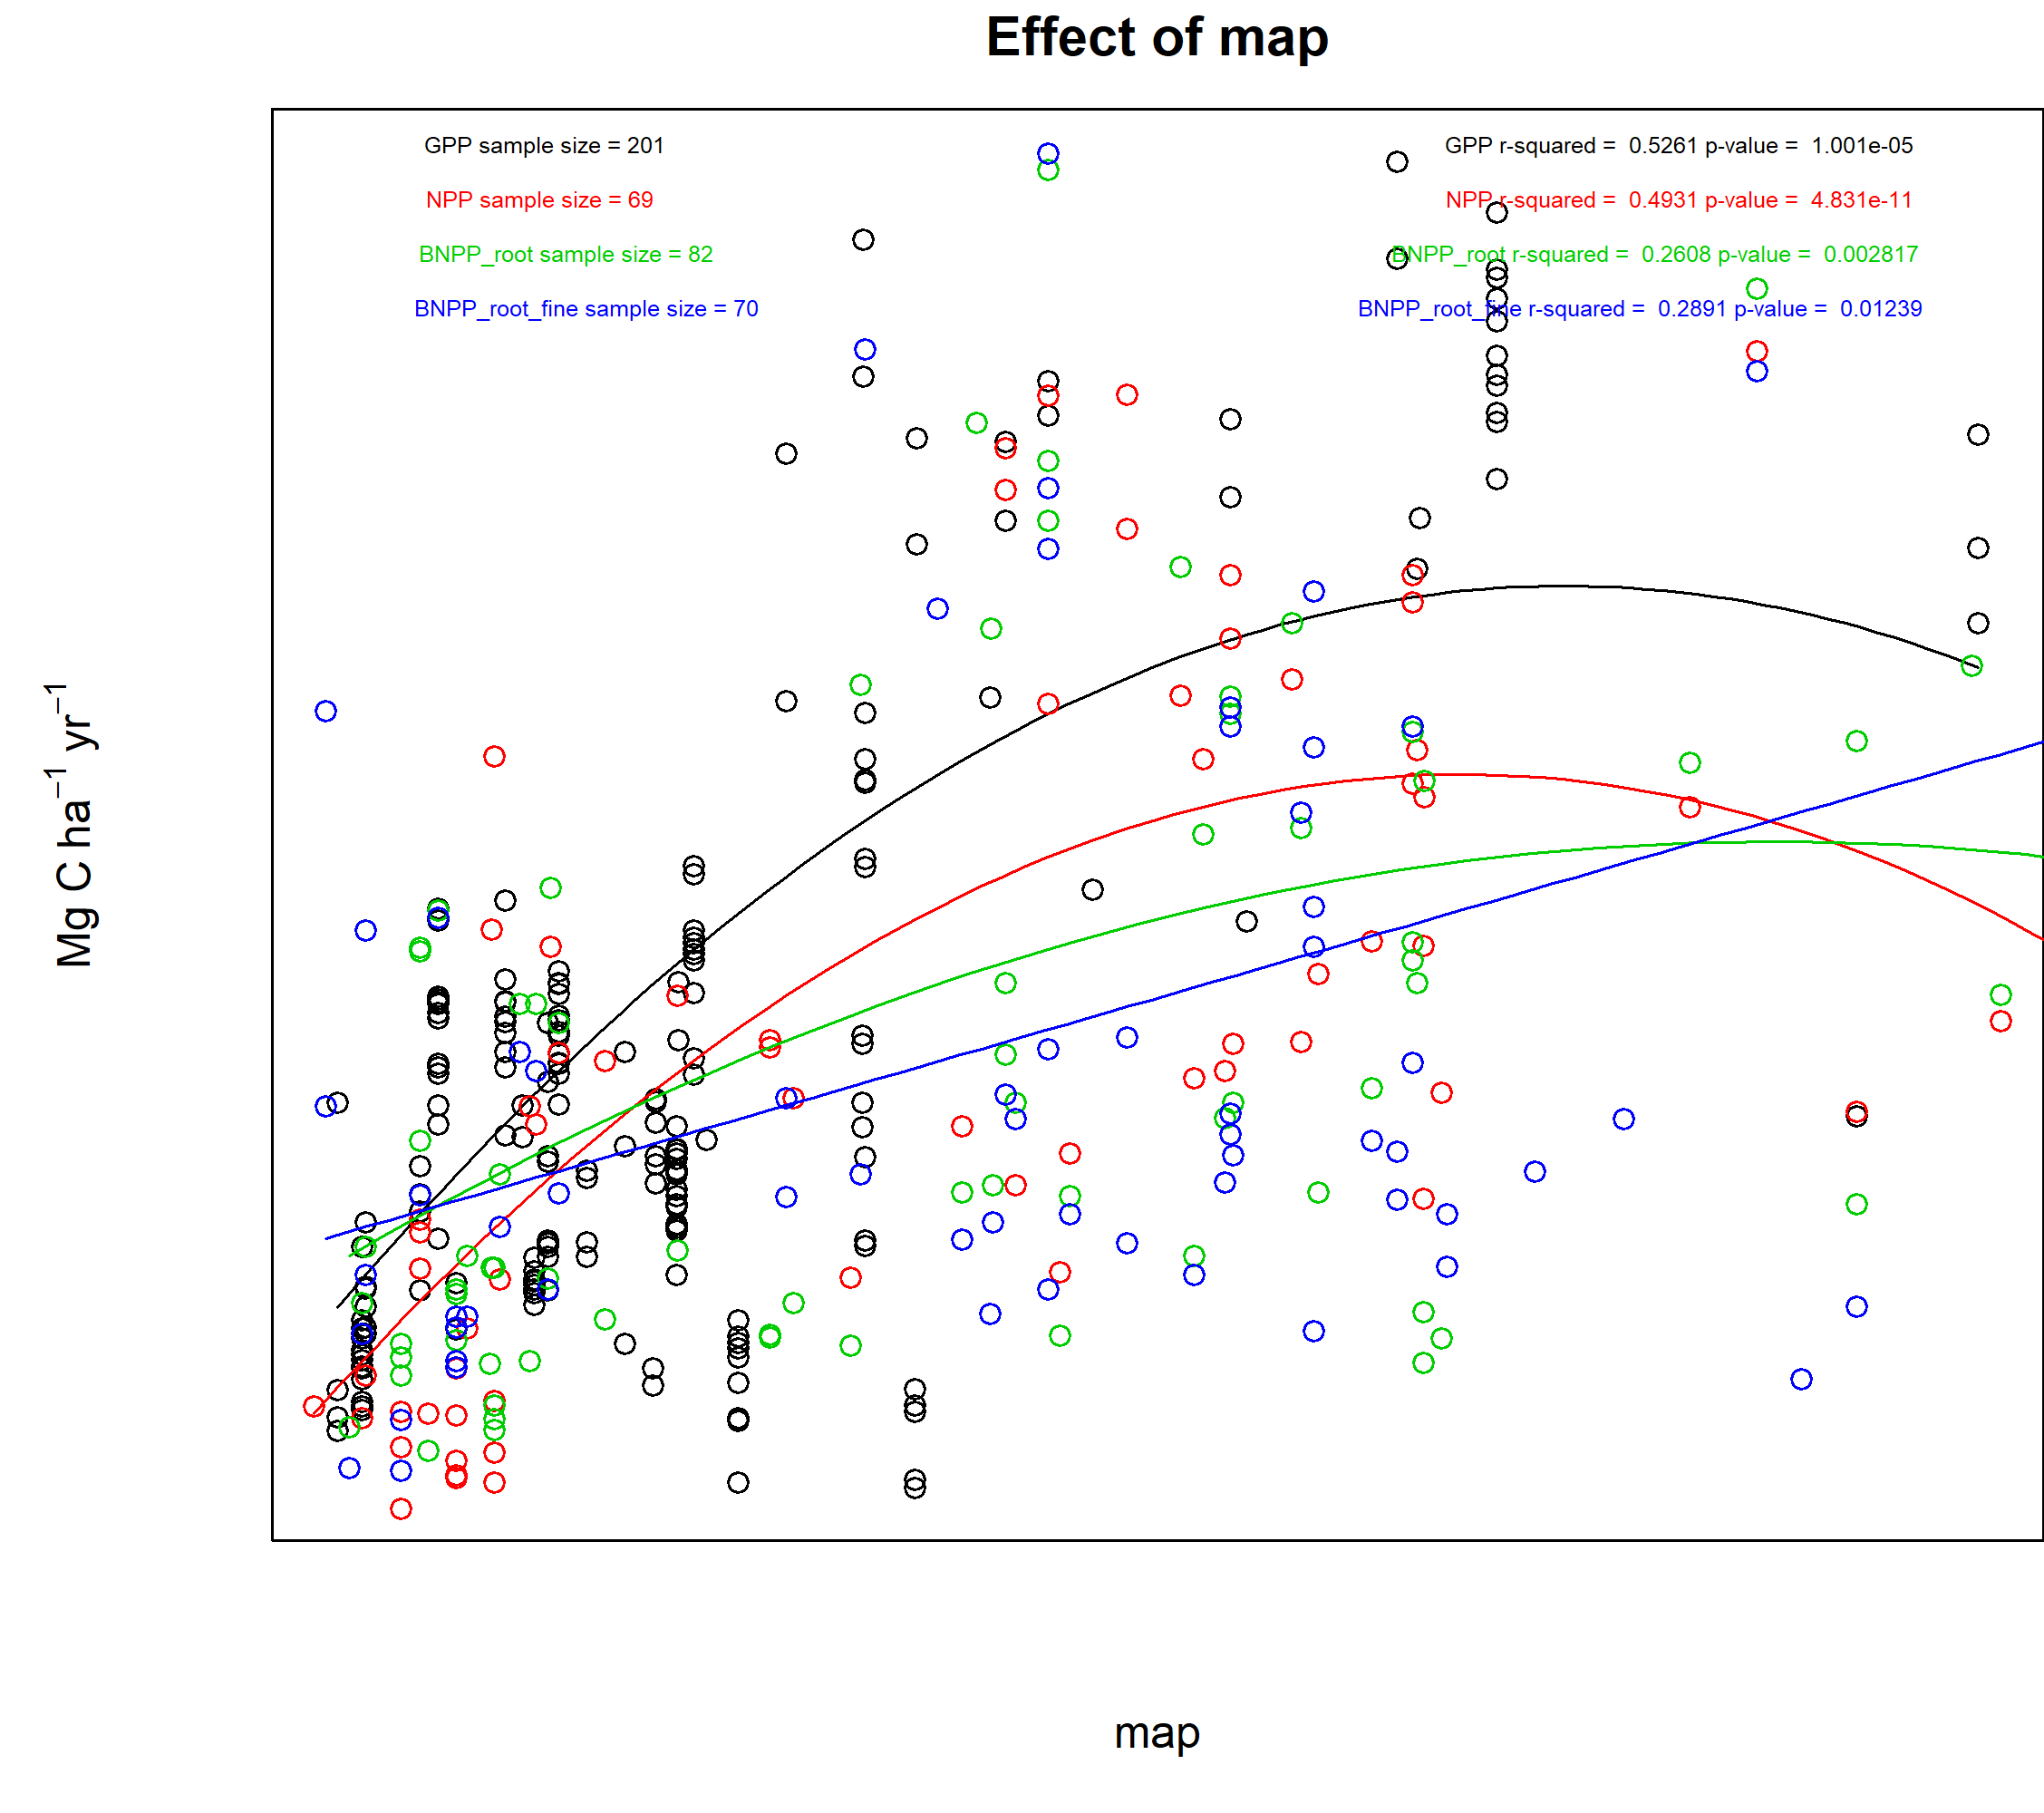 Effect of map
GPP sample size = 201
NPP sample size = 69
BNPP_root sample size = 82
BNPP_root_fine sample size = 70
GPP r-squared = 0.5261 p-value = 1.001e-05
NPP r-squared = 0.4931 p-value = 4.831e-11
BNPP_root r-squared = 0.2608 p-value = 0.002817
BNPP_root_fine r-squared = 0.2891 p-value = 0.01239
Mg C ha⁻¹ yr⁻¹
map